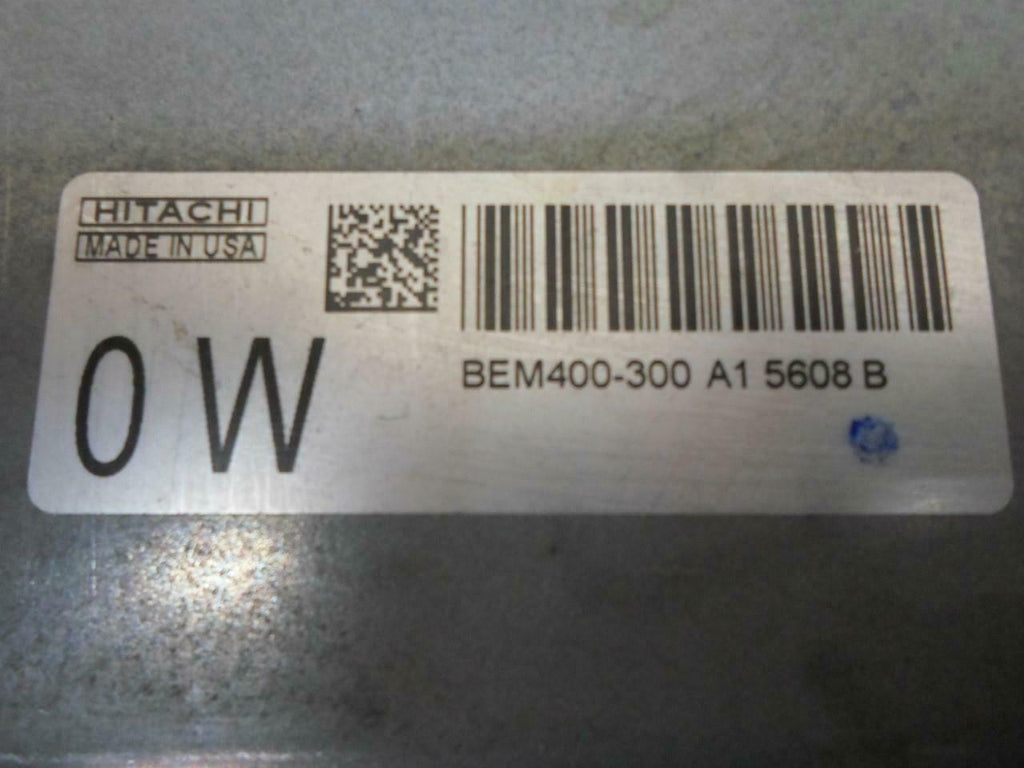 HITACHI
MADE IN USA
0 W
BEM400-300 A1 5608 B